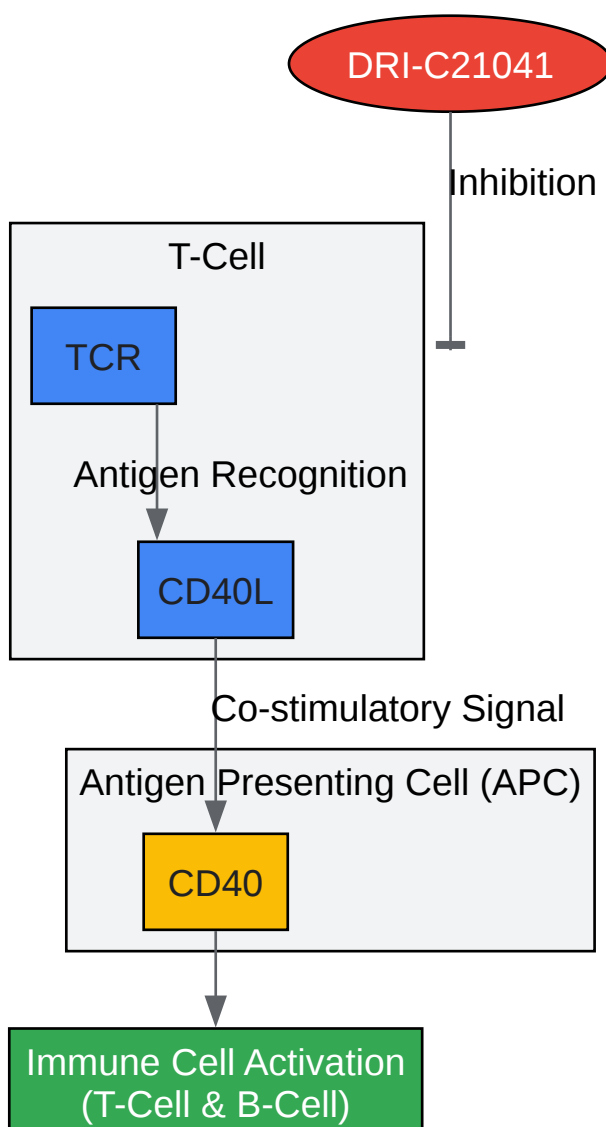 DRI-C21041
Inhibition
T-Cell
TCR
Antigen Recognition
CD40L
Co-stimulatory Signal
Antigen Presenting Cell (APC)
CD40
Immune Cell Activation
(T-Cell & B-Cell)